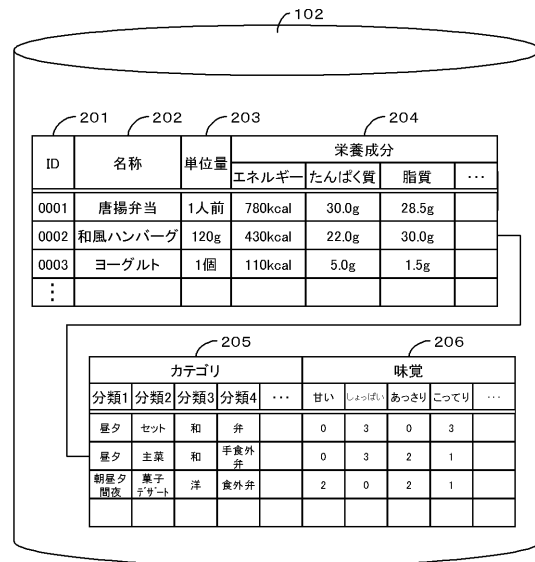 102
201 202 203 204
ID 名称 単位量 栄養成分
エネルギー たんぱく質 脂質 …
0001 唐揚弁当 1人前 780kcal 30.0g 28.5g
0002 和風ハンバーグ 120g 430kcal 22.0g 30.0g
0003 ヨーグルト 1個 110kcal 5.0g 1.5g
⋮
205 206
カテゴリ 味覚
分類1 分類2 分類3 分類4 … 甘い しょっぱい あっさり こってり …
昼夕 セット 和 弁 0 3 0 3
昼夕 主菜 和 手食外弁 0 3 2 1
朝昼夕間夜 菓子デザート 洋 食外弁 2 0 2 1